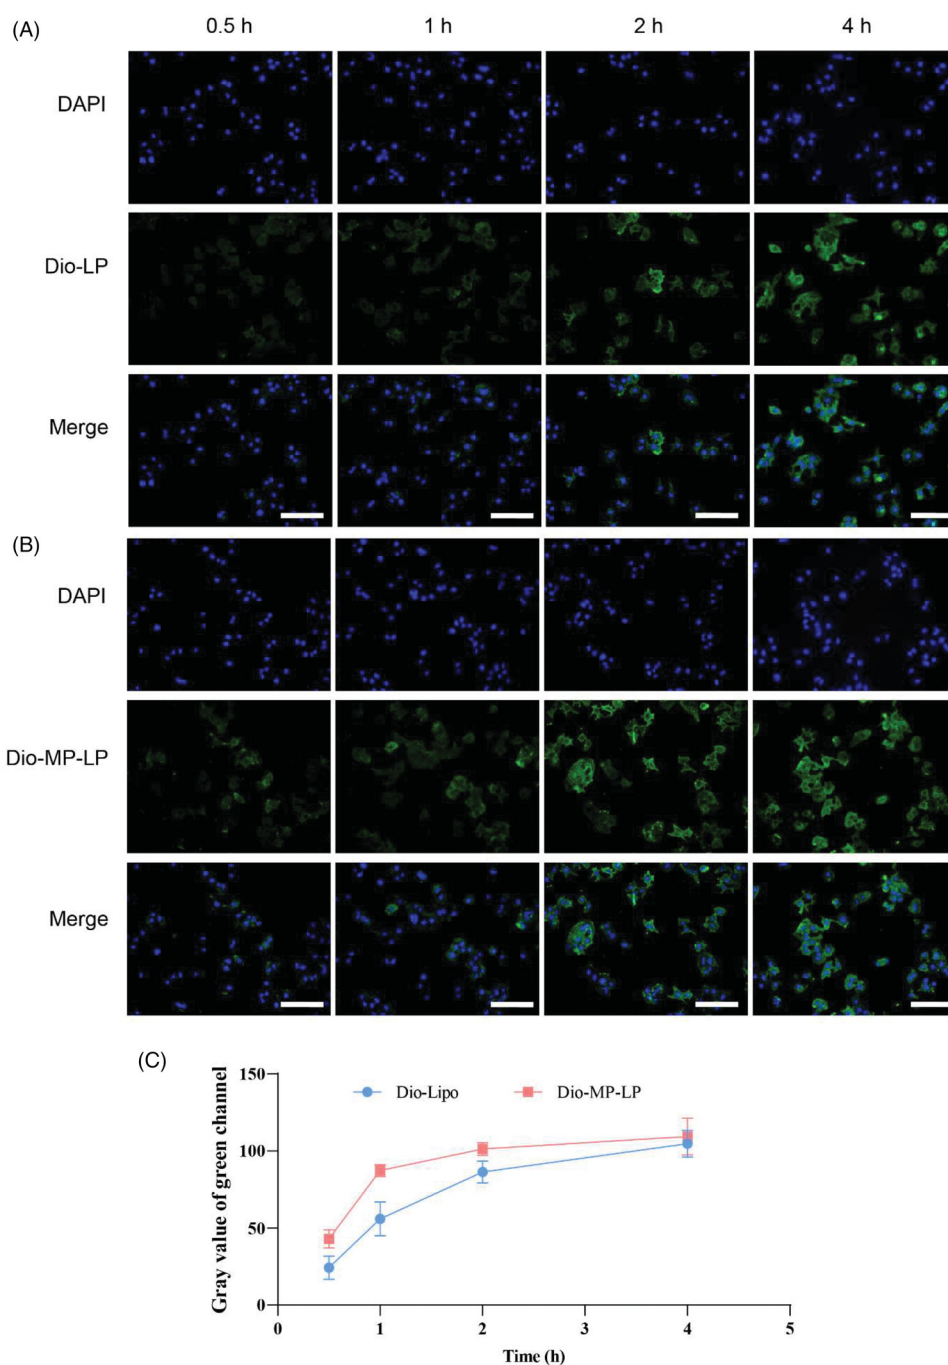 (A)
0.5 h 1 h 2 h 4 h
DAPI
Dio-LP
Merge
(B)
DAPI
Dio-MP-LP
Merge
(C)
Dio-Lipo Dio-MP-LP
Gray value of green channel
150
100
50
0
0 1 2 3 4 5
Time (h)